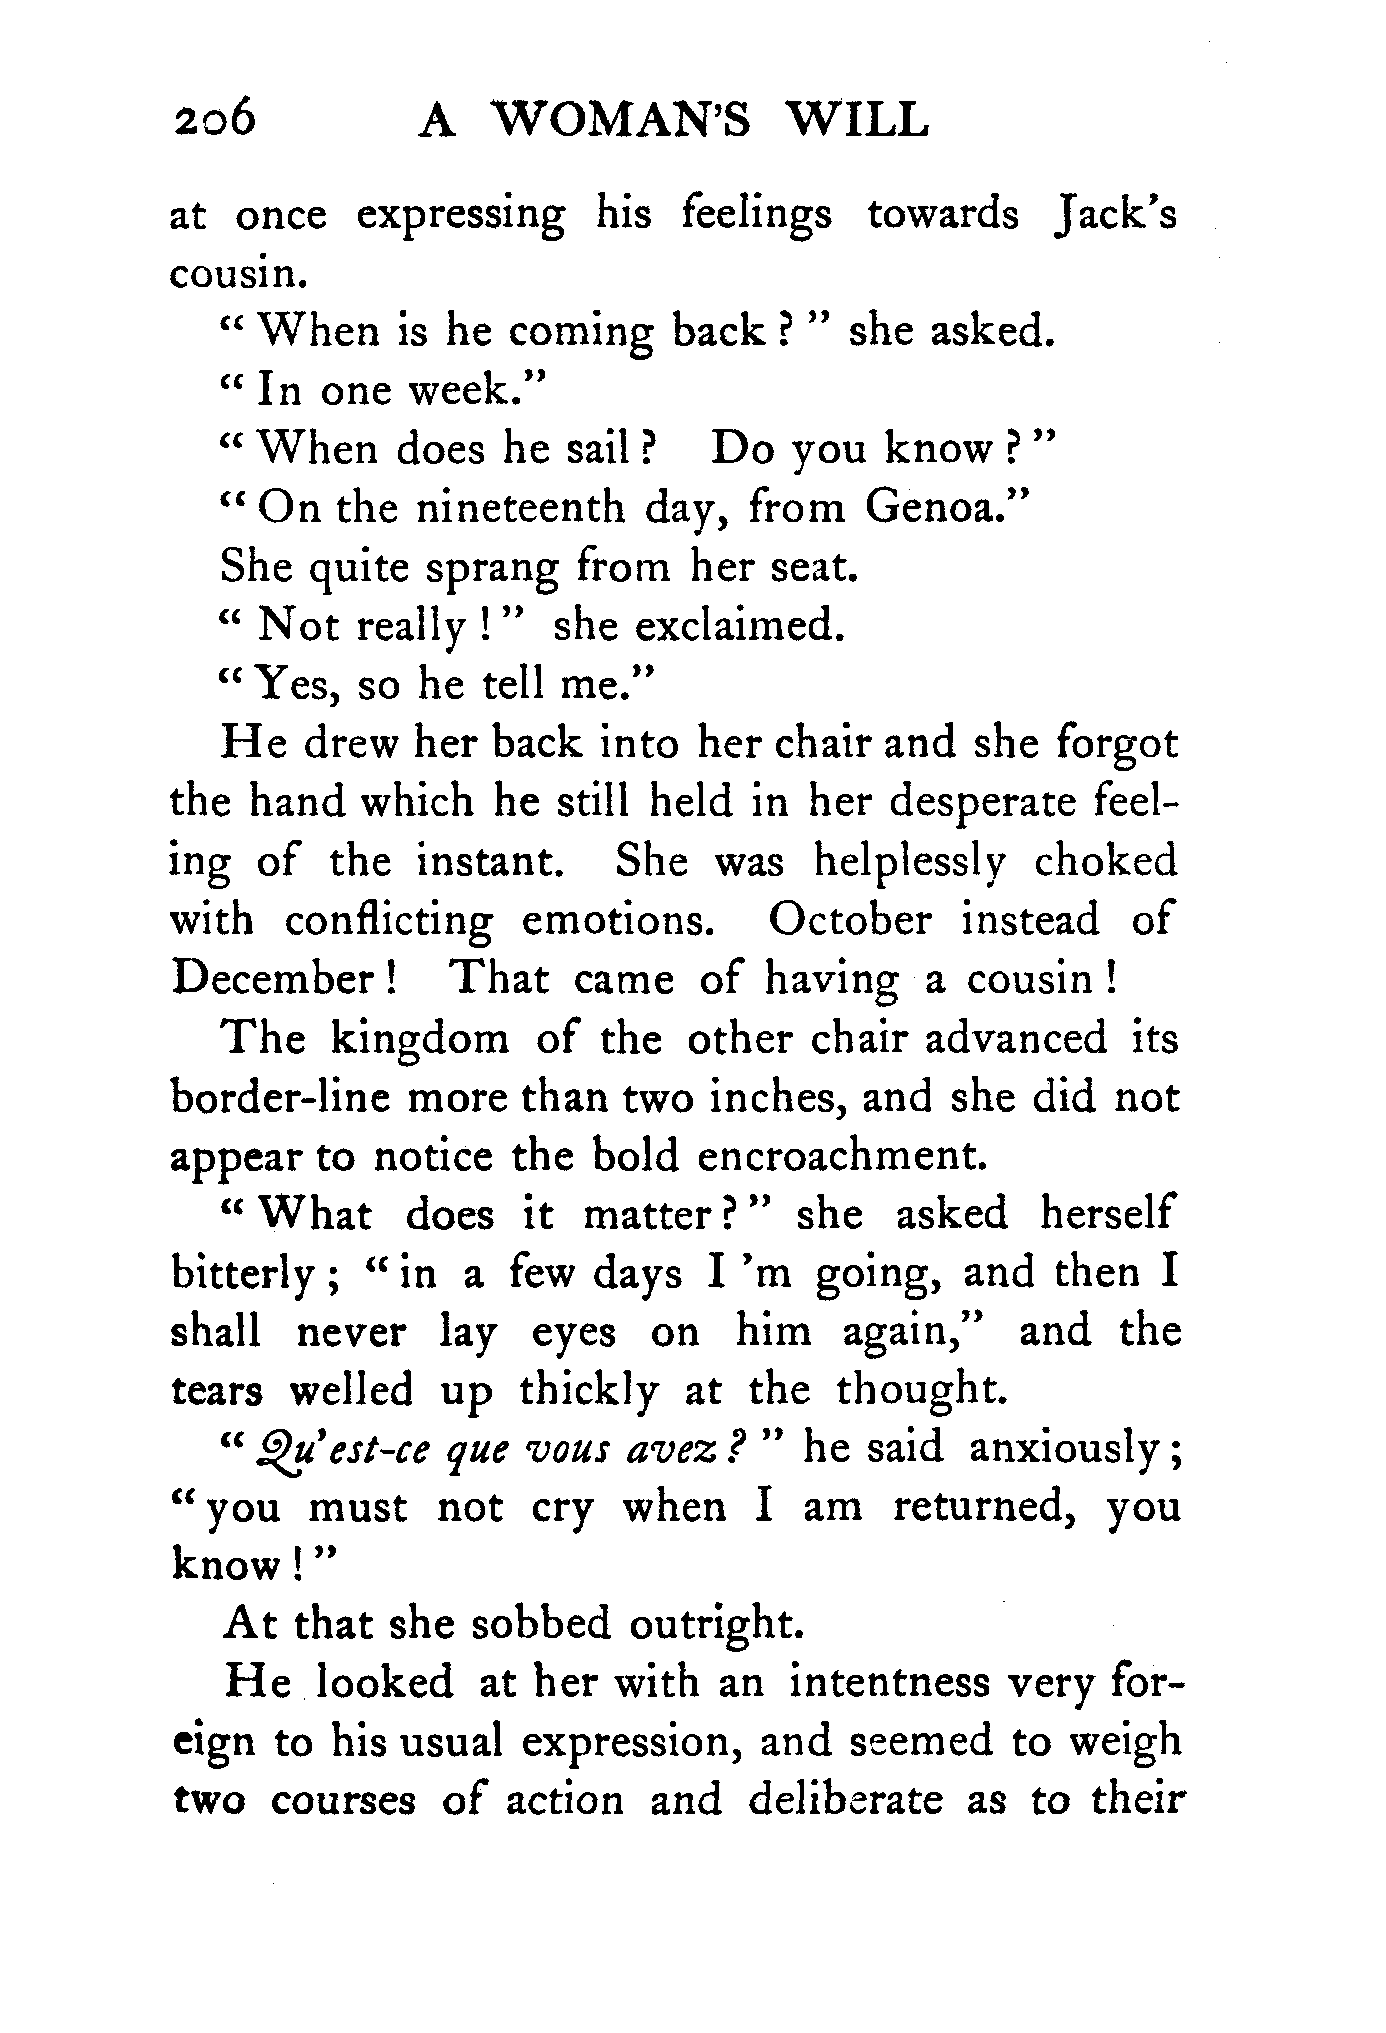 206 A WOMAN'S WILL
at once expressing his feelings towards Jack's
cousin.
“ When is he coming back ? ” she asked.
“ In one week.”
“ When does he sail ? Do you know ? ”
“ On the nineteenth day, from Genoa.”
She quite sprang from her seat.
“ Not really ! ” she exclaimed.
“ Yes, so he tell me.”
He drew her back into her chair and she forgot
the hand which he still held in her desperate feel-
ing of the instant. She was helplessly choked
with conflicting emotions. October instead of
December ! That came of having a cousin !
The kingdom of the other chair advanced its
border-line more than two inches, and she did not
appear to notice the bold encroachment.
“ What does it matter ? ” she asked herself
bitterly ; “ in a few days I 'm going, and then I
shall never lay eyes on him again,” and the
tears welled up thickly at the thought.
“ Qu'est-ce que vous avez ? ” he said anxiously ;
“ you must not cry when I am returned, you
know ! ”
At that she sobbed outright.
He looked at her with an intentness very for-
eign to his usual expression, and seemed to weigh
two courses of action and deliberate as to their